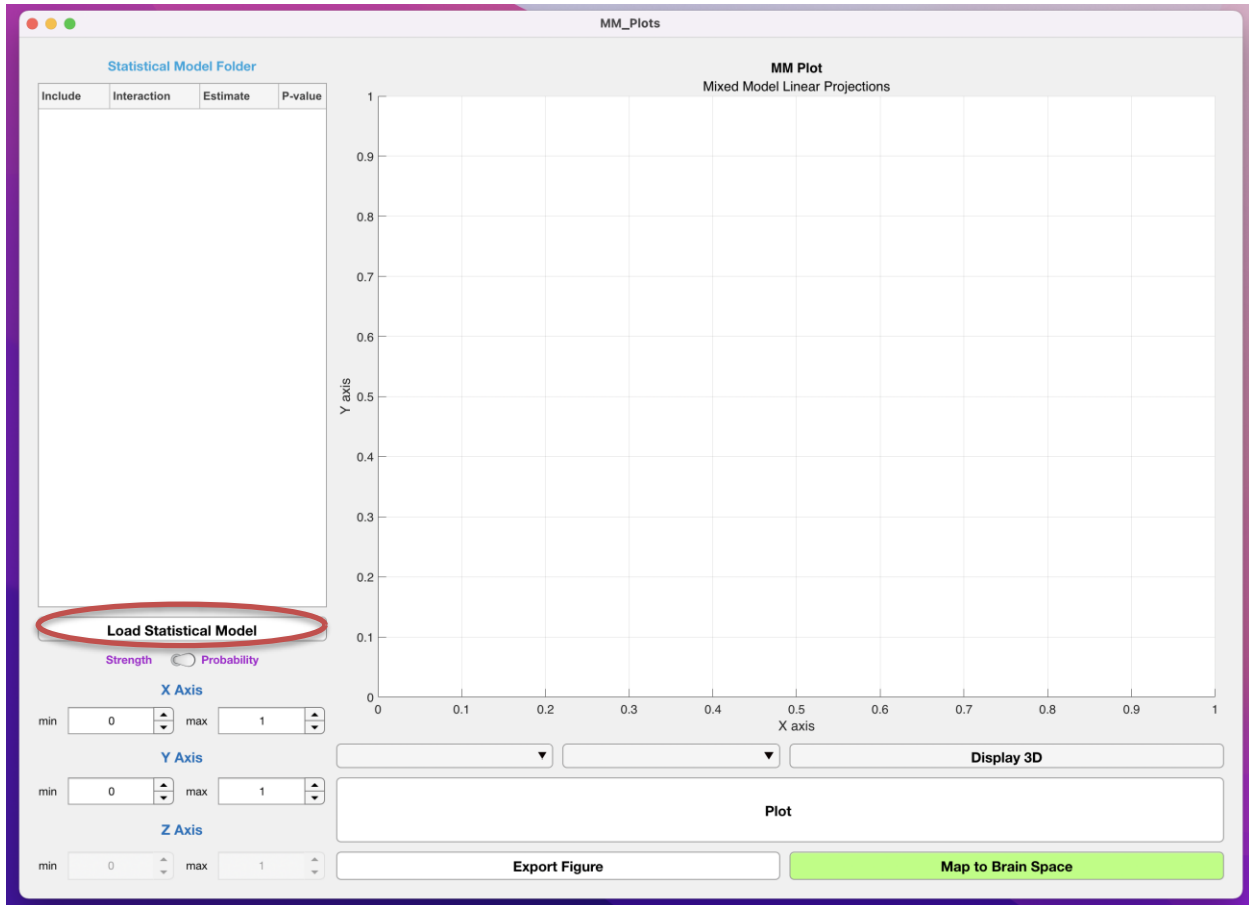 MM_Plots
Statistical Model Folder
Include Interaction Estimate P-value
Load Statistical Model
Strength Probability
X Axis
min 0 max 1
Y Axis
min 0 max 1
Z Axis
min 0 max 1
MM Plot
Mixed Model Linear Projections
1
0.9
0.8
0.7
0.6
0.5
0.4
0.3
0.2
0.1
0
Y axis
0 0.1 0.2 0.3 0.4 0.5 0.6 0.7 0.8 0.9 1
X axis
Display 3D
Plot
Export Figure Map to Brain Space